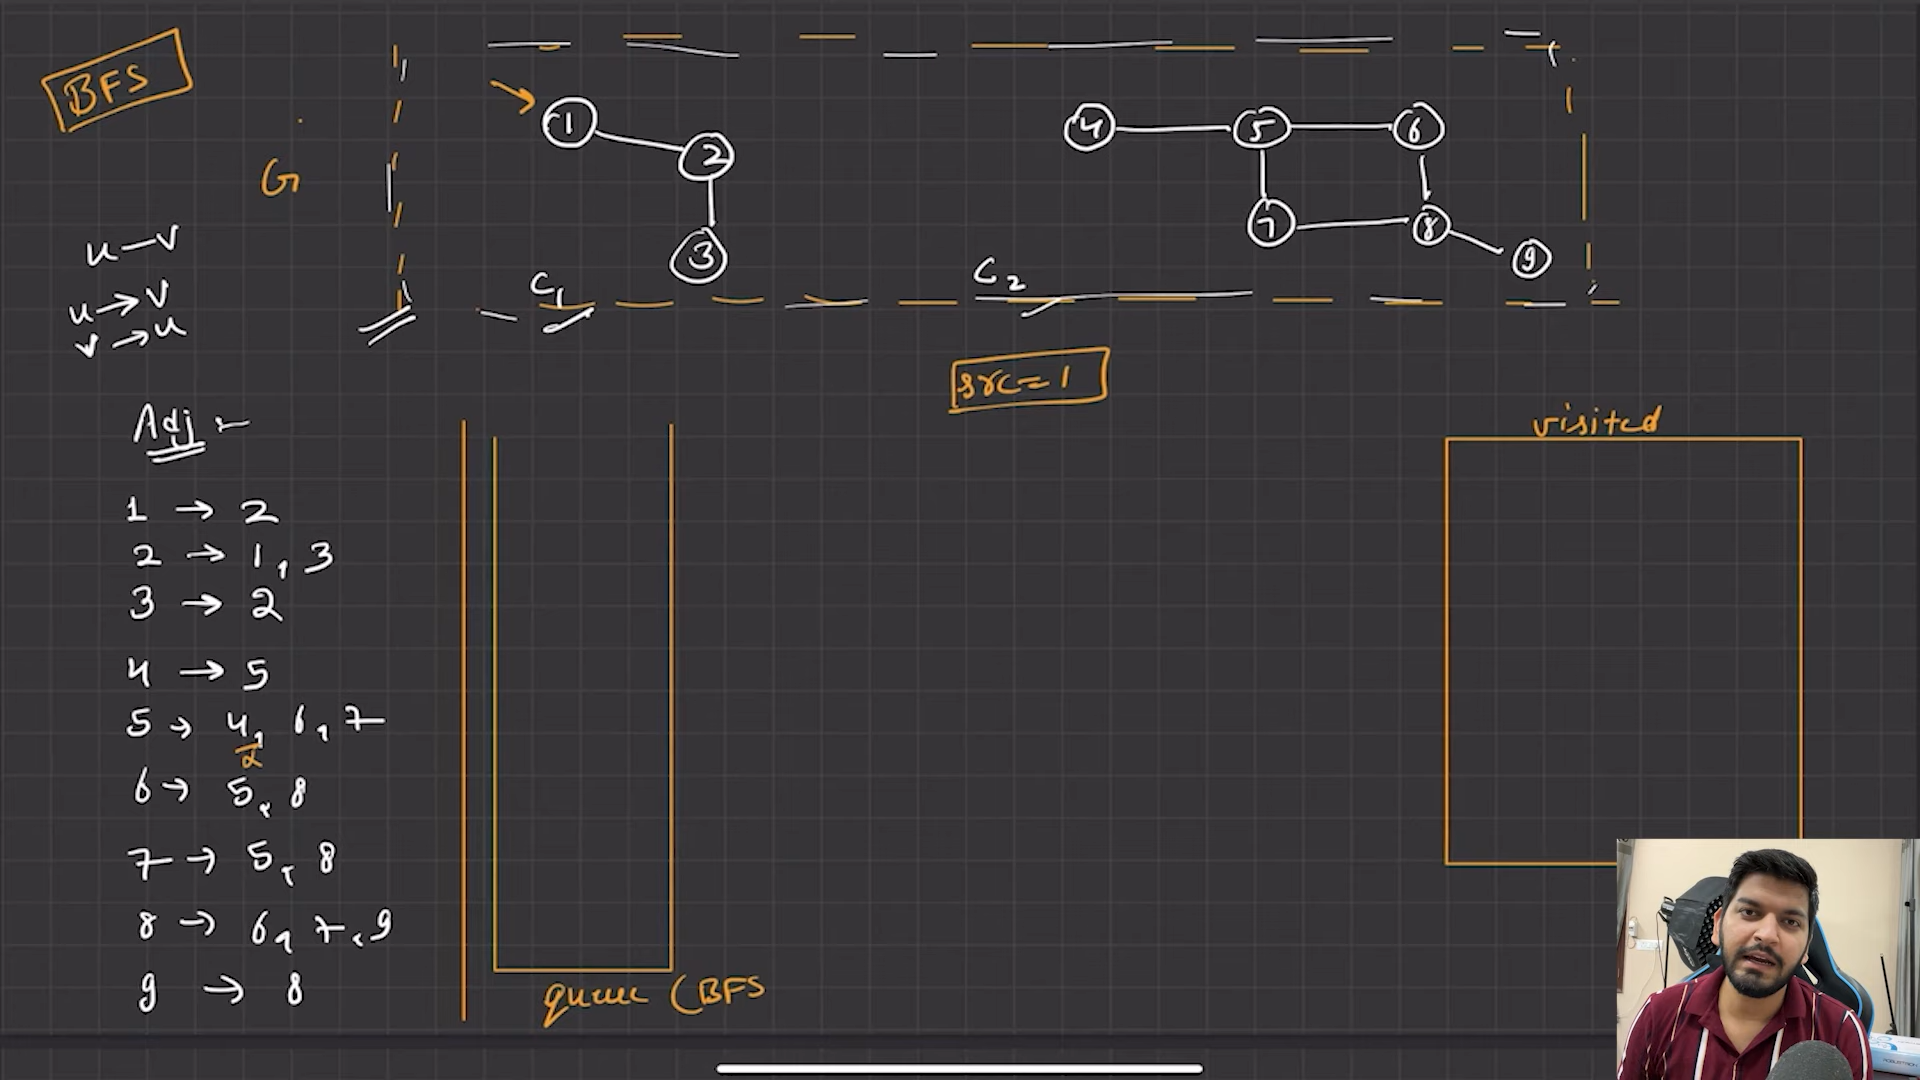 BFS
G
1
2
3
4
5
6
7
8
9
C1
C2
u—v
u→v
v→u
src=1
Adj:-
1 → 2
2 → 1, 3
3 → 2
4 → 5
5 → 4, 6, 7
2
6 → 5, 8
7 → 5, 8
8 → 6, 7, 9
9 → 8
queue (BFS
visited